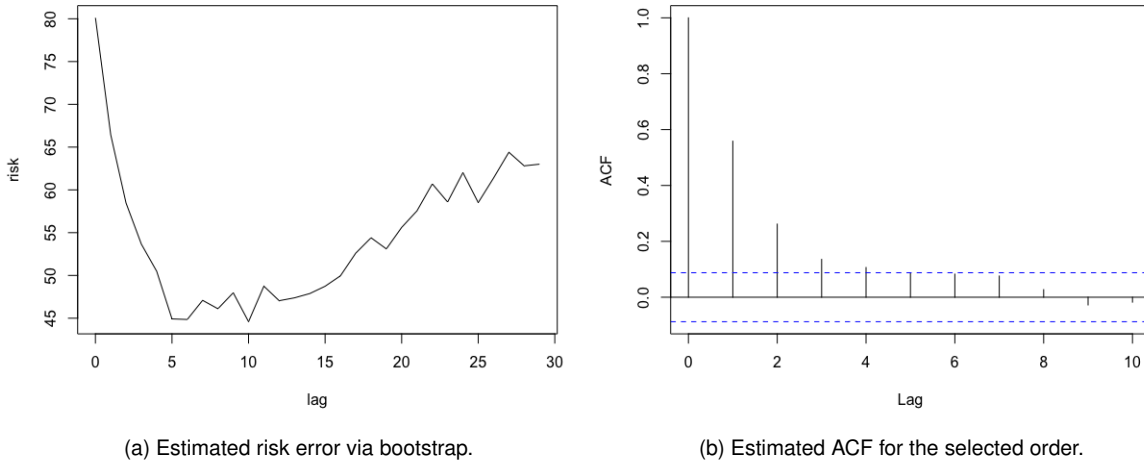 80
75
70
65
60
55
50
45
risk
0 5 10 15 20 25 30
lag
(a) Estimated risk error via bootstrap.
1.0
0.8
0.6
0.4
0.2
0.0
ACF
0 2 4 6 8 10
Lag
(b) Estimated ACF for the selected order.